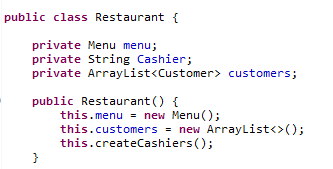 public class Restaurant {
private Menu menu;
private String Cashier;
private ArrayList<Customer> customers;
public Restaurant() {
this.menu = new Menu();
this.customers = new ArrayList<>();
this.createCashiers();
}